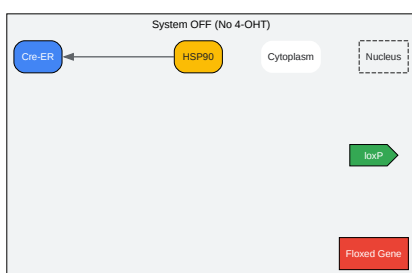 System OFF (No 4-OHT)
Cre-ER
HSP90
Cytoplasm
Nucleus
loxP
Floxed Gene